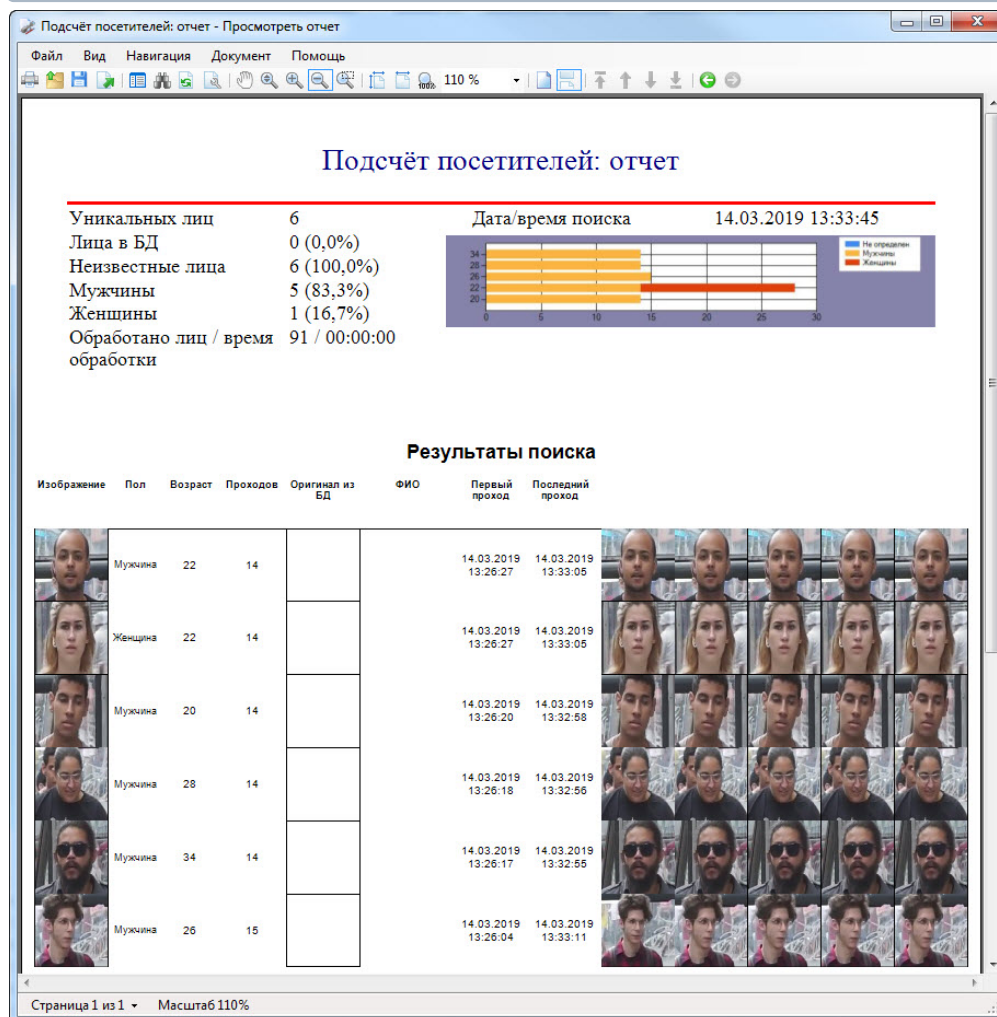 Подсчёт посетителей: отчет - Просмотреть отчет
Файл Вид Навигация Документ Помощь
100% 110 %
Подсчёт посетителей: отчет
Уникальных лиц 6 Дата/время поиска 14.03.2019 13:33:45
Лица в БД 0 (0,0%)
Неизвестные лица 6 (100,0%)
Мужчины 5 (83,3%)
Женщины 1 (16,7%)
Обработано лиц / время обработки 91 / 00:00:00
Не определен
Мужчины
Женщины
34
28
26
22
20
0 5 10 15 20 25 30
Результаты поиска
Изображение Пол Возраст Проходов Оригинал из БД ФИО Первый проход Последний проход
Мужчина 22 14 14.03.2019 13:26:27 14.03.2019 13:33:05
Женщина 22 14 14.03.2019 13:26:27 14.03.2019 13:33:05
Мужчина 20 14 14.03.2019 13:26:20 14.03.2019 13:32:58
Мужчина 28 14 14.03.2019 13:26:18 14.03.2019 13:32:56
Мужчина 34 14 14.03.2019 13:26:17 14.03.2019 13:32:55
Мужчина 26 15 14.03.2019 13:26:04 14.03.2019 13:33:11
Страница 1 из 1 Масштаб 110%